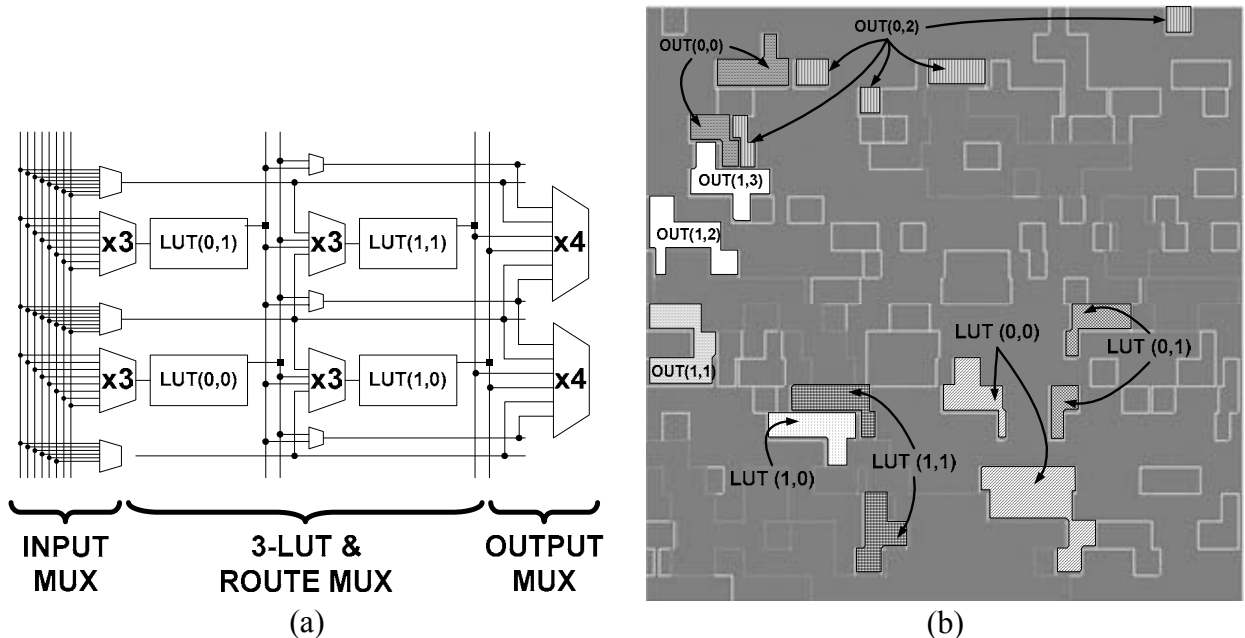 x3
LUT(0,1)
x3
LUT(1,1)
x4
x3
LUT(0,0)
x3
LUT(1,0)
x4
INPUT
MUX
3-LUT &
ROUTE MUX
OUTPUT
MUX
(a)
OUT(0,2)
OUT(0,0)
OUT(1,3)
OUT(1,2)
OUT(1,1)
LUT (0,0)
LUT (0,1)
LUT (1,0)
LUT (1,1)
(b)